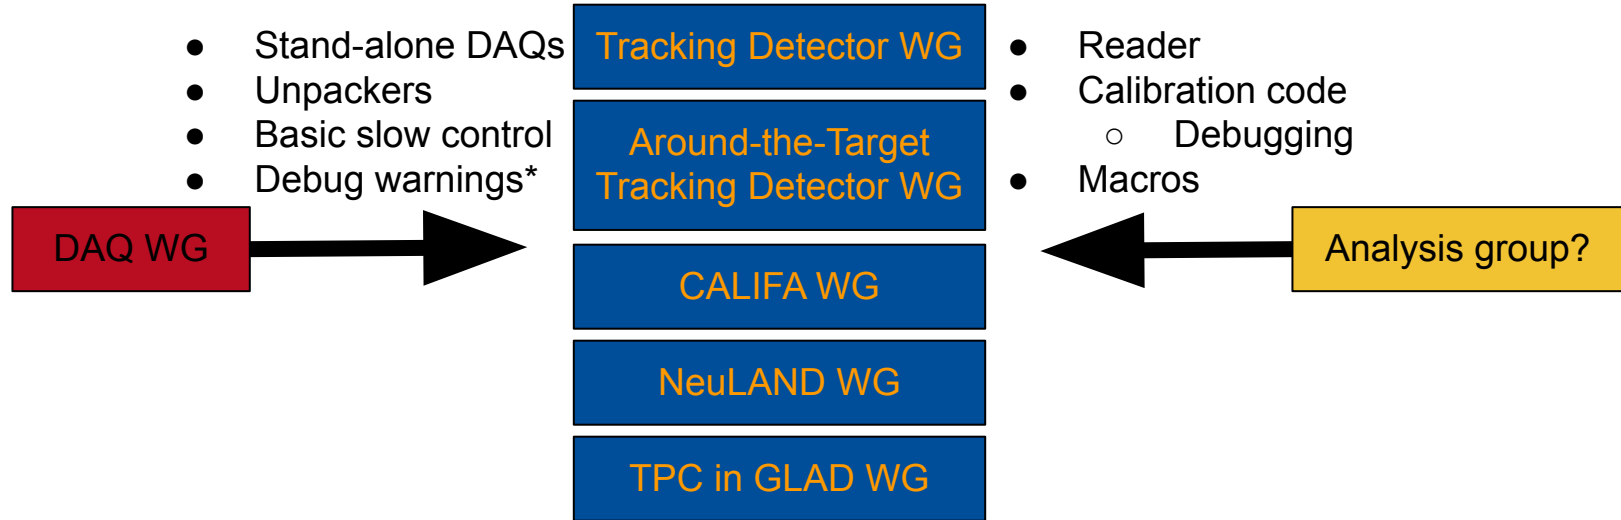 ● Stand-alone DAQs
● Unpackers
● Basic slow control
● Debug warnings*
DAQ WG
Tracking Detector WG
Around-the-Target
Tracking Detector WG
CALIFA WG
NeuLAND WG
TPC in GLAD WG
● Reader
● Calibration code
○ Debugging
● Macros
Analysis group?